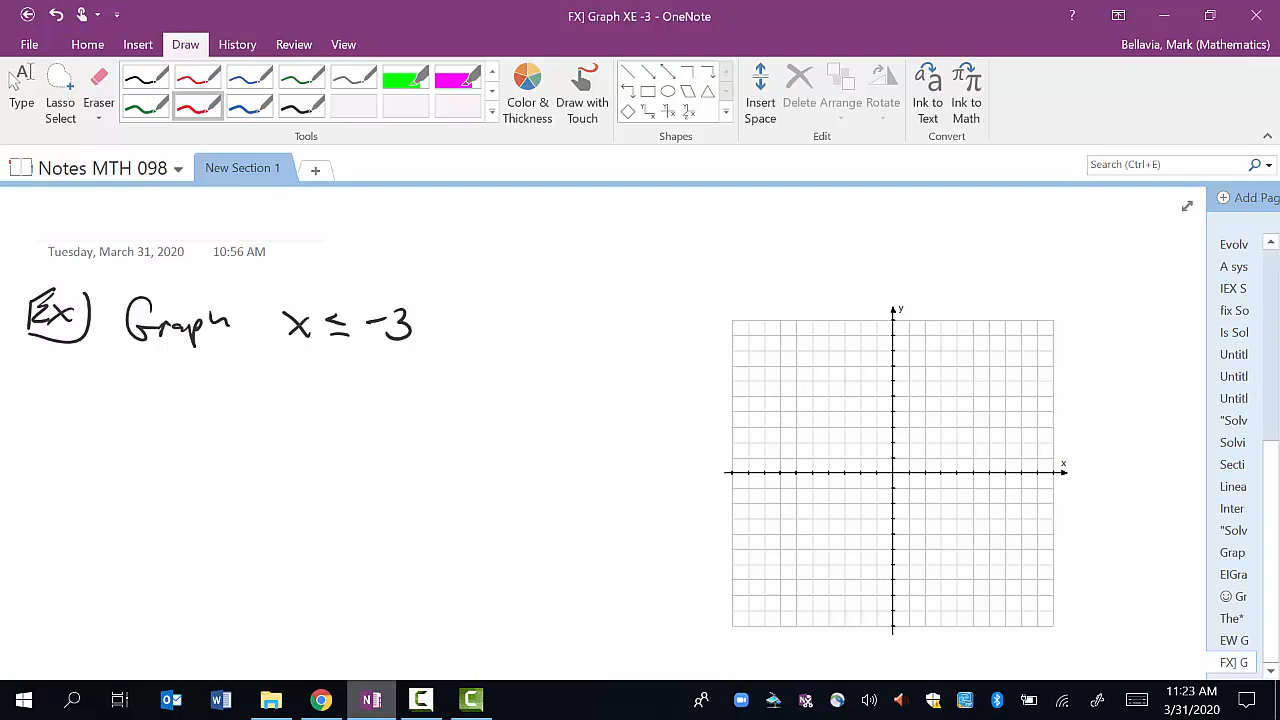 FX] Graph XE -3 - OneNote
?
File Home Insert Draw History Review View
Bellavia, Mark (Mathematics)
Type
Lasso Select
Eraser
Color & Thickness
Draw with Touch
Insert Space
Delete
Arrange
Rotate
Ink to Text
Ink to Math
Tools
Shapes
Edit
Convert
Notes MTH 098
New Section 1
+
Search (Ctrl+E)
Add Pag
Tuesday, March 31, 2020 10:56 AM
Ex) Graph x ≤ -3
y
x
Evolv
A sys
IEX S
fix So
Is Sol
Untitl
Untitl
Untitl
"Solv
Solvi
Secti
Linea
Inter
"Solv
Grap
EIGra
☺ Gr
The*
EW G
FX] G
11:23 AM
3/31/2020